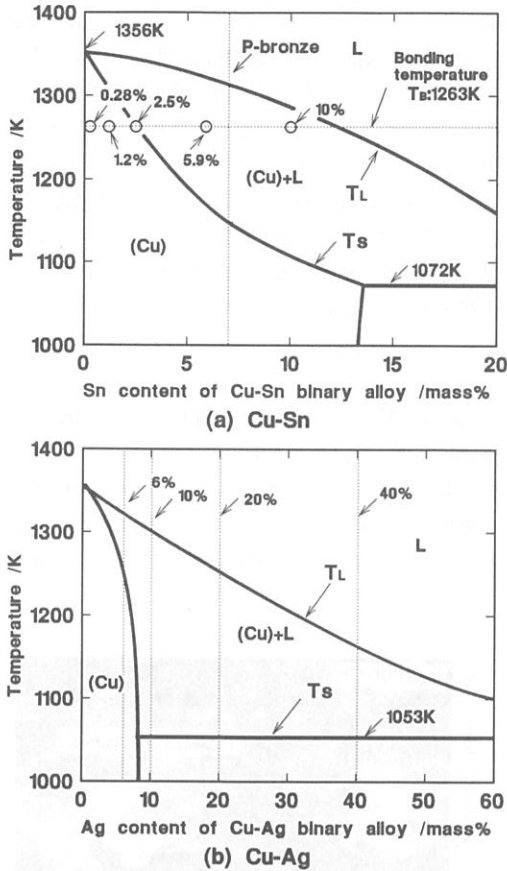 1400
1356K
P-bronze
L
Bonding
temperature
TB:1263K
1300
0.28%
2.5%
10%
1.2%
5.9%
1200
(Cu)+L
TL
(Cu)
Ts
1100
1072K
1000
0
5
10
15
20
Temperature /K
Sn content of Cu-Sn binary alloy /mass%
(a) Cu-Sn
1400
6%
10%
20%
40%
1300
L
TL
1200
(Cu)+L
(Cu)
1100
Ts
1053K
1000
0
10
20
30
40
50
60
Temperature /K
Ag content of Cu-Ag binary alloy /mass%
(b) Cu-Ag